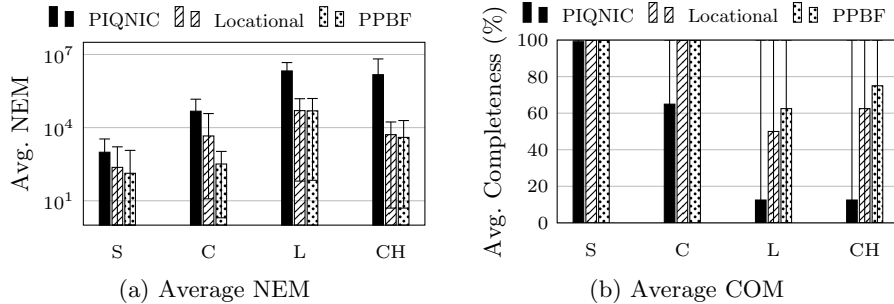 PIQNIC Locational PPBF
Avg. NEM
10^7
10^4
10^1
S C L CH
(a) Average NEM
PIQNIC Locational PPBF
Avg. Completeness (%)
100
80
60
40
20
0
S C L CH
(b) Average COM